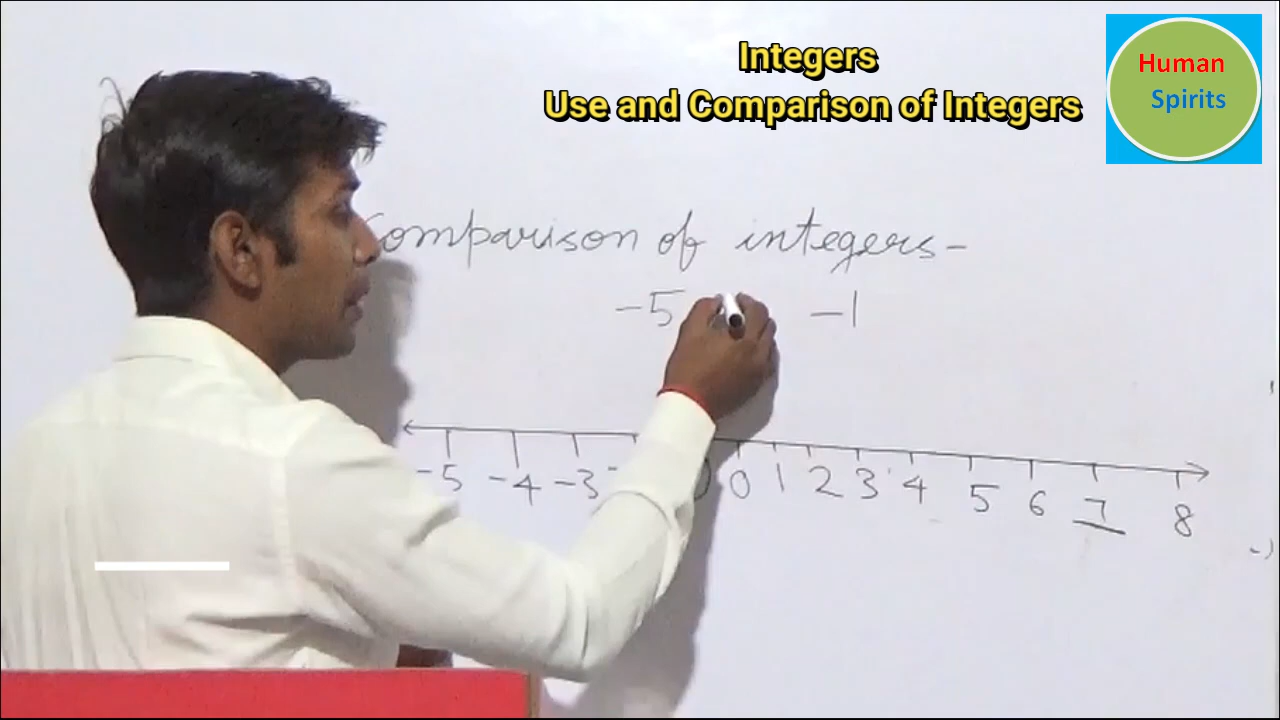 Integers
Use and Comparison of Integers
Human
Spirits
Comparison of integers-
-5 -1
-5 -4 -3 0 1 2 3 4 5 6 7 8